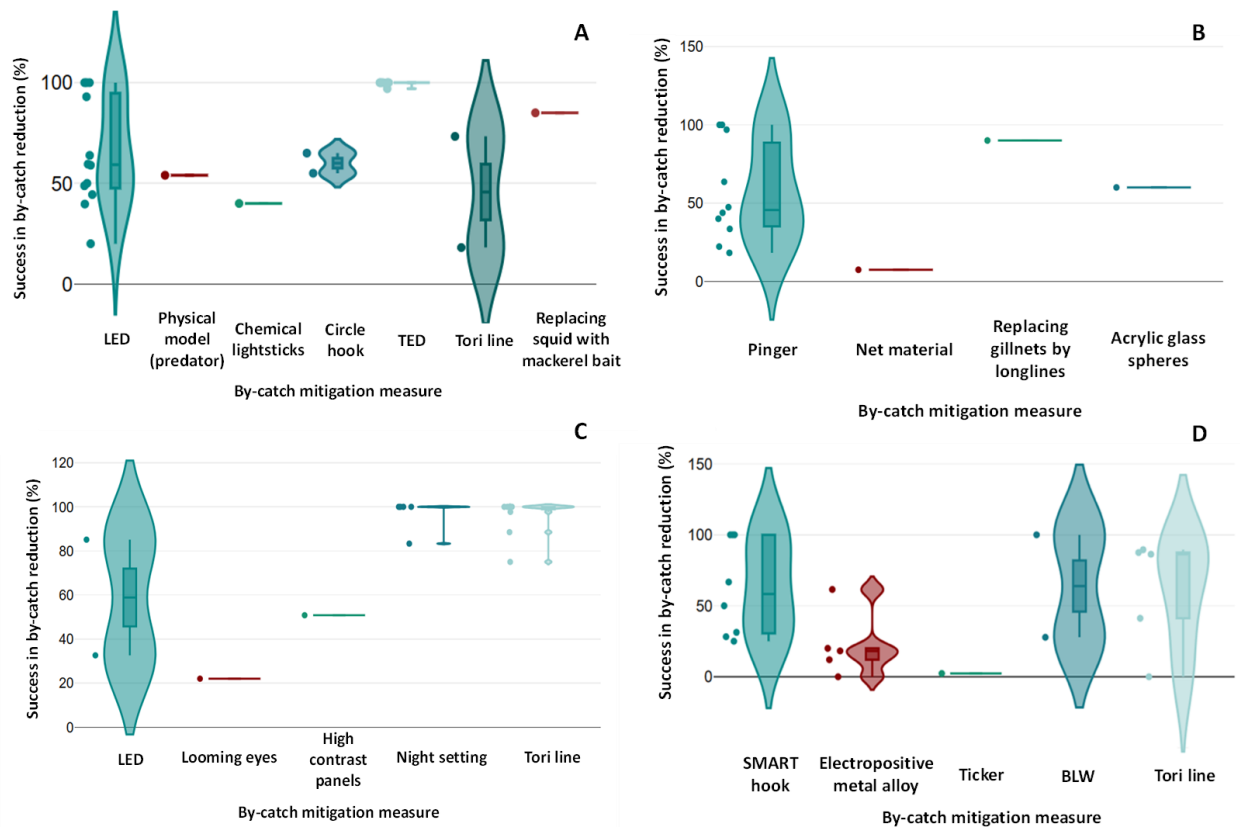 A
Success in by-catch reduction (%)
100
50
0
LED
Physical model (predator)
Chemical lightsticks
Circle hook
TED
Tori line
Replacing squid with mackerel bait
By-catch mitigation measure
B
Success in by-catch reduction (%)
150
100
50
0
Pinger
Net material
Replacing gillnets by longlines
Acrylic glass spheres
By-catch mitigation measure
C
Success in by-catch reduction (%)
120
100
80
60
40
20
0
LED
Looming eyes
High contrast panels
Night setting
Tori line
By-catch mitigation measure
D
Success in by-catch reduction (%)
150
100
50
0
SMART hook
Electropositive metal alloy
Ticker
BLW
Tori line
By-catch mitigation measure